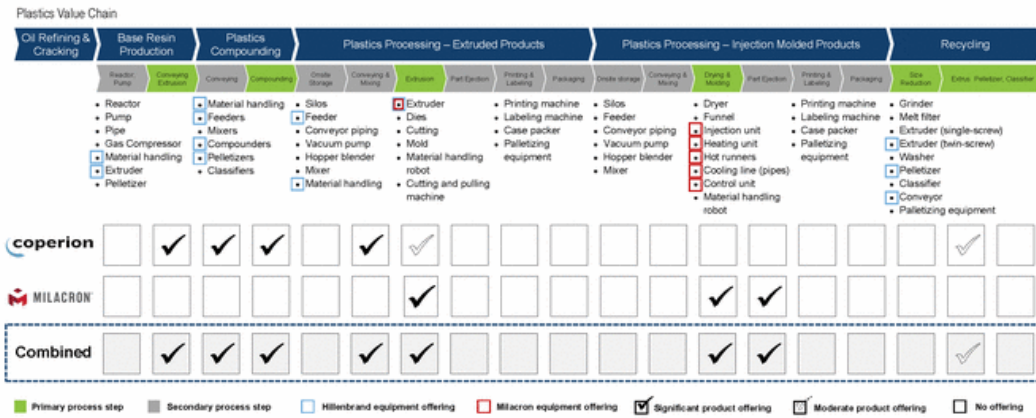 Plastics Value Chain
Oil Refining & Cracking
Base Resin Production
Plastics Compounding
Plastics Processing – Extruded Products
Plastics Processing – Injection Molded Products
Recycling
Reactor, Pump
Conveying Extrusion
Conveying
Compounding
Onsite Storage
Conveying & Mixing
Extrusion
Part Ejection
Printing & Labeling
Packaging
Onsite storage
Conveying & Mixing
Drying & Molding
Part Ejection
Printing & Labeling
Packaging
Size Reduction
Extrus. Pelletizer, Classifier
• Reactor
• Pump
• Pipe
• Gas Compressor
• Material handling
• Extruder
• Pelletizer
• Material handling
• Feeders
• Mixers
• Compounders
• Pelletizers
• Classifiers
• Silos
• Feeder
• Conveyor piping
• Vacuum pump
• Hopper blender
• Mixer
• Material handling
• Extruder
• Dies
• Cutting
• Mold
• Material handling
robot
• Cutting and pulling
machine
• Printing machine
• Labeling machine
• Case packer
• Palletizing
equipment
• Silos
• Feeder
• Conveyor piping
• Vacuum pump
• Hopper blender
• Mixer
• Dryer
• Funnel
• Injection unit
• Heating unit
• Hot runners
• Cooling line (pipes)
• Control unit
• Material handling
robot
• Printing machine
• Labeling machine
• Case packer
• Palletizing
equipment
• Grinder
• Melt filter
• Extruder (single-screw)
• Extruder (twin-screw)
• Washer
• Pelletizer
• Classifier
• Conveyor
• Palletizing equipment
coperion
MILACRON
Combined
Primary process step
Secondary process step
Hillenbrand equipment offering
Milacron equipment offering
Significant product offering
Moderate product offering
No offering